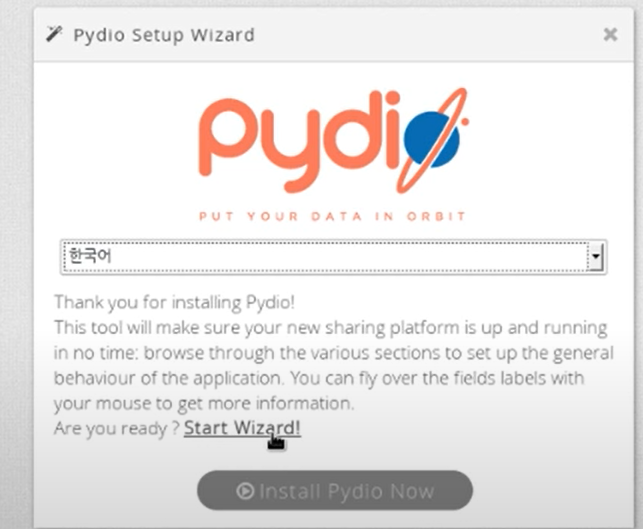 Pydio Setup Wizard
pydio
PUT YOUR DATA IN ORBIT
한국어
Thank you for installing Pydio!
This tool will make sure your new sharing platform is up and running
in no time: browse through the various sections to set up the general
behaviour of the application. You can fly over the fields labels with
your mouse to get more information.
Are you ready ? Start Wizard!
Install Pydio Now